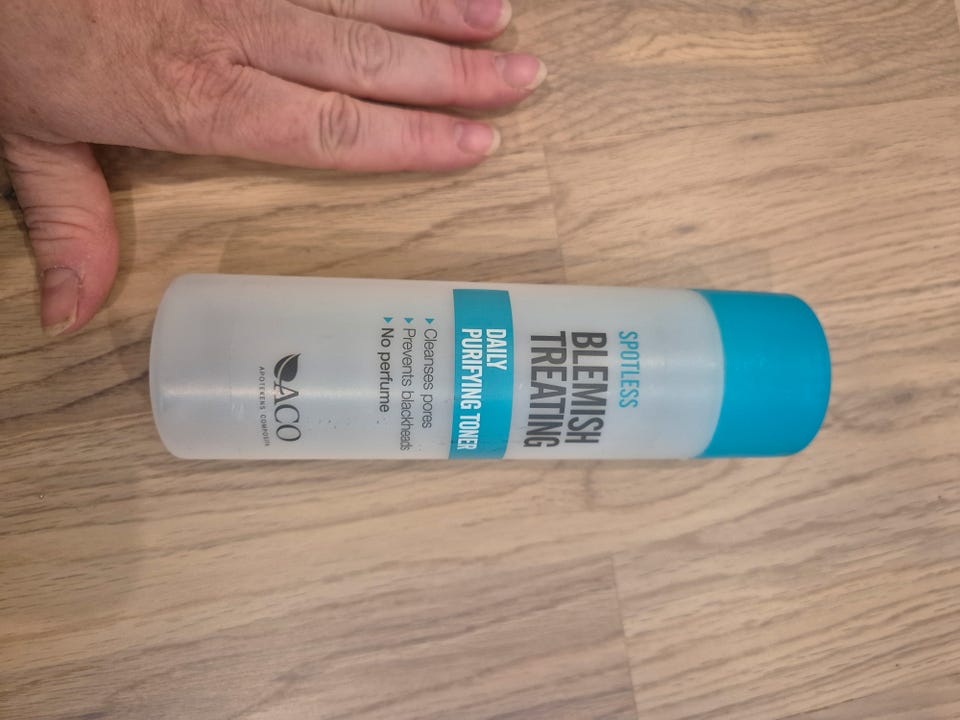 SPOTLESS
BLEMISH
TREATING
DAILY
PURIFYING TONER
Cleanses pores
Prevents blackheads
No perfume
ACO
APOTEKENS COMPOSITA